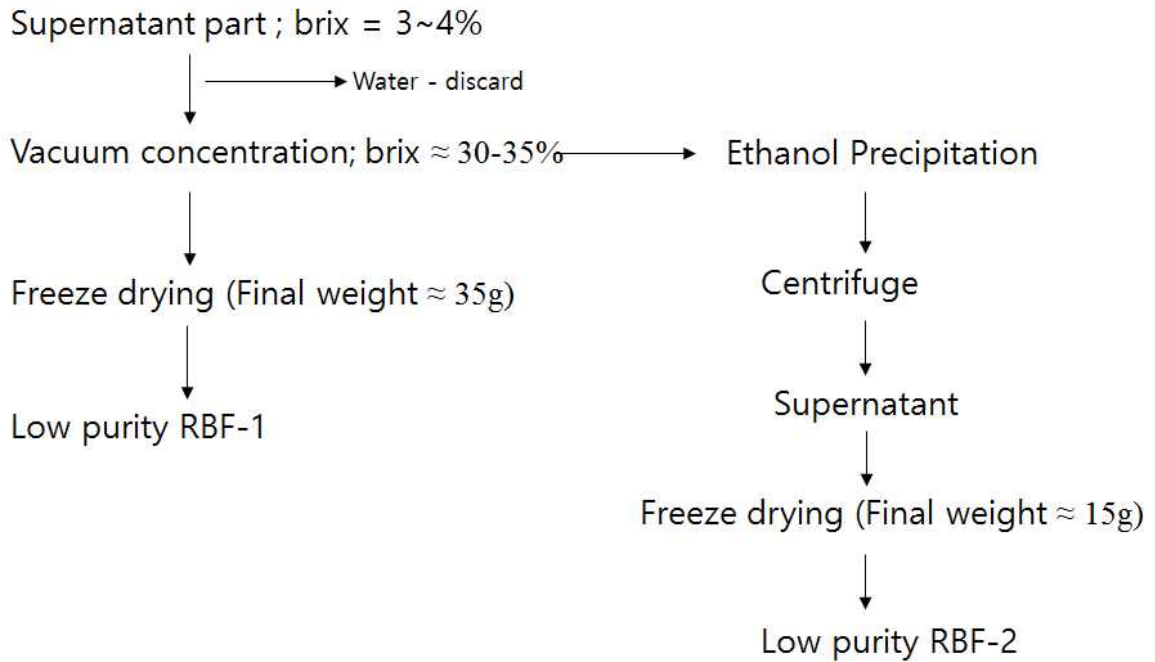 Supernatant part ; brix = 3~4%
Water - discard
Vacuum concentration; brix ≈ 30-35%
Ethanol Precipitation
Freeze drying (Final weight ≈ 35g)
Centrifuge
Low purity RBF-1
Supernatant
Freeze drying (Final weight ≈ 15g)
Low purity RBF-2